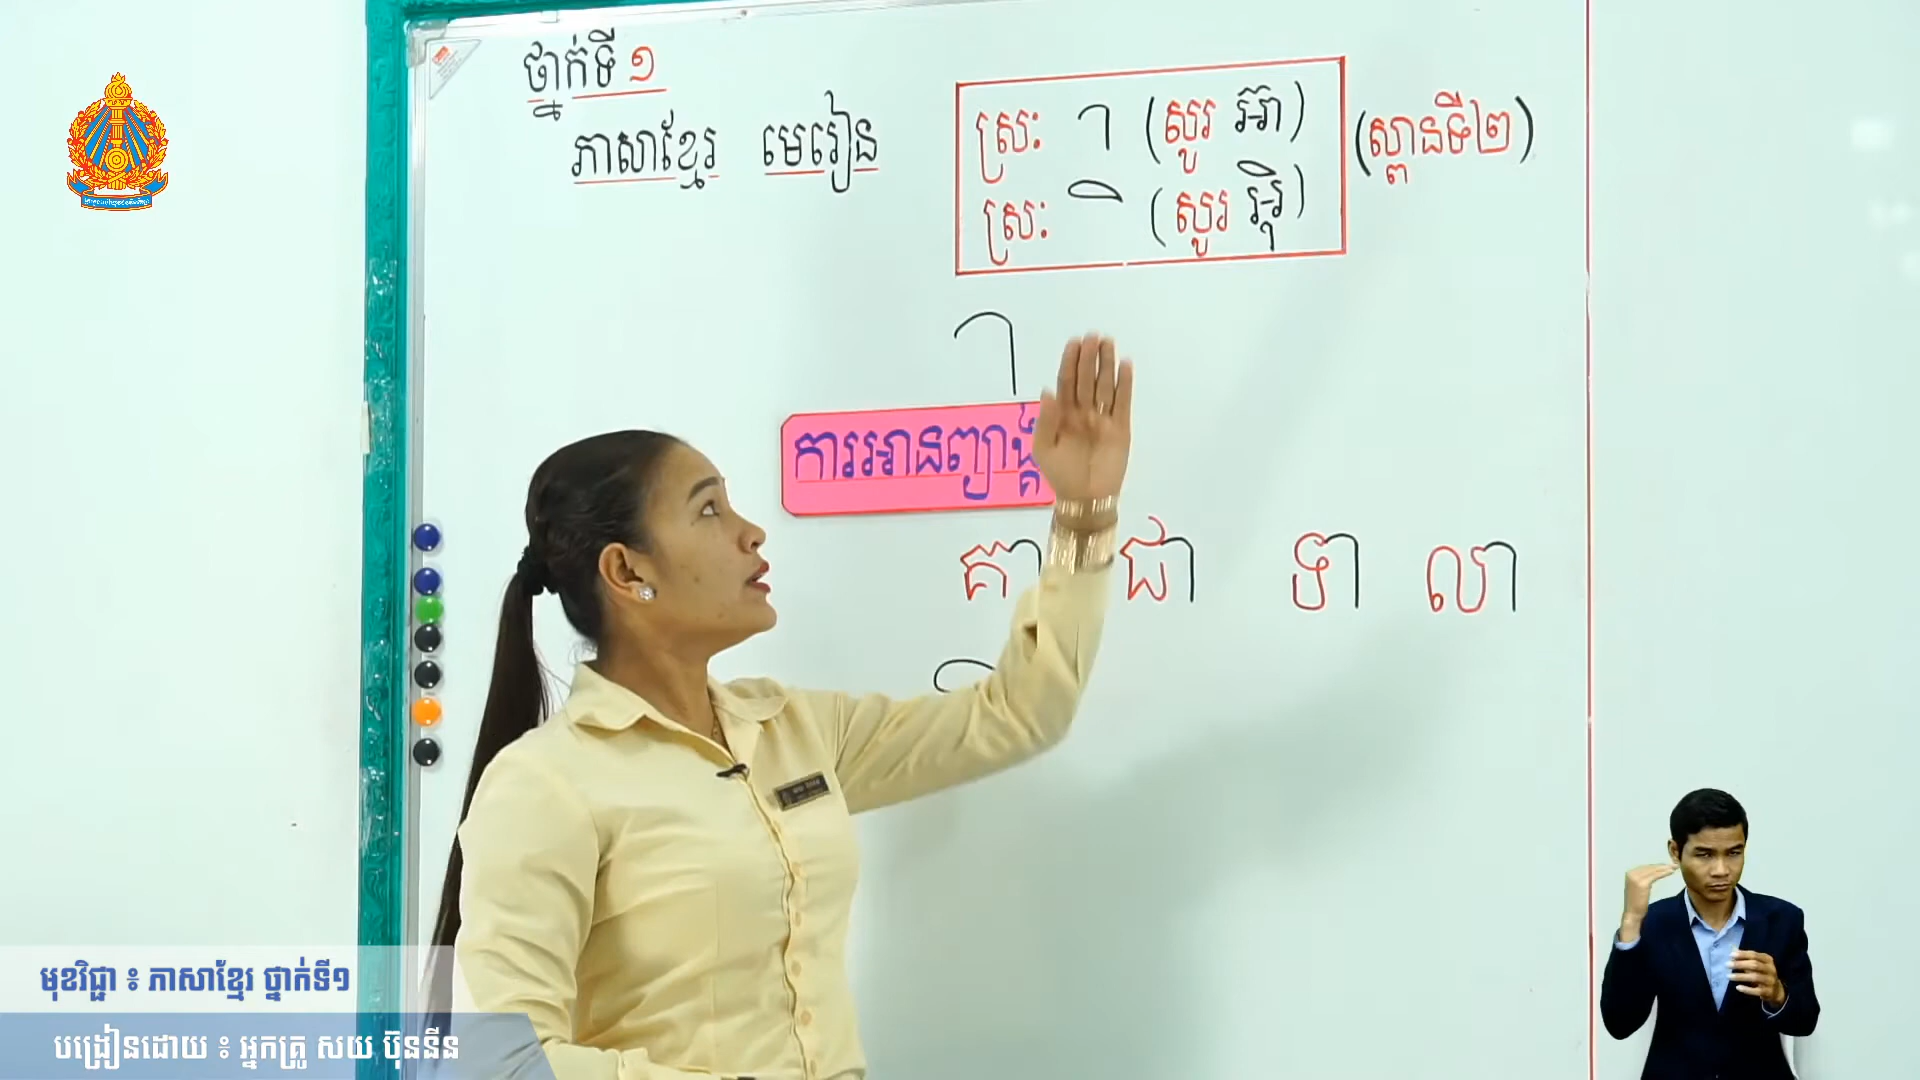 ថ្នាក់ទី ១
ភាសាខ្មែរ មេរៀន
ស្រៈ ា (សូរ អ៊ា)
ស្រៈ ិ (សូរ អ៊ិ)
(ស្ពានទី២)
ា
ការអានព្យាង្គ
គា ជា ទា លា
មុខវិជ្ជា ៖ ភាសាខ្មែរ ថ្នាក់ទី១
បង្រៀនដោយ ៖ អ្នកគ្រូ សយ ប៊ុននីន